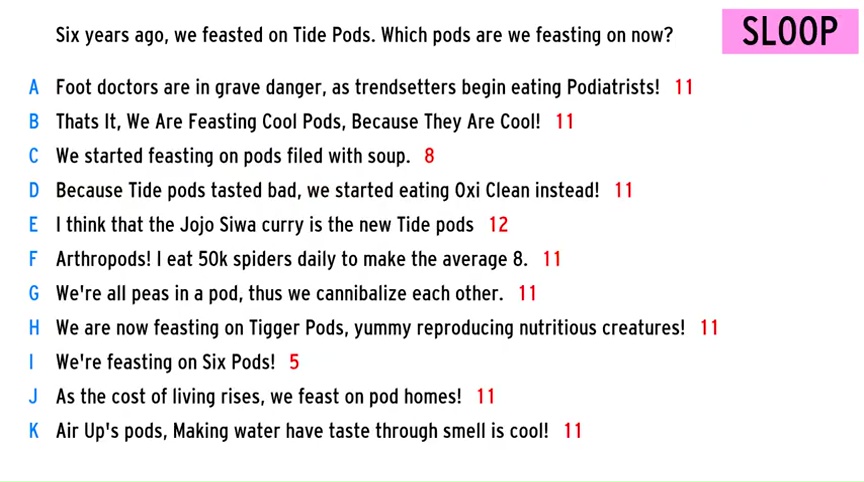 Six years ago, we feasted on Tide Pods. Which pods are we feasting on now?
SLOOP
A Foot doctors are in grave danger, as trendsetters begin eating Podiatrists! 11
B Thats It, We Are Feasting Cool Pods, Because They Are Cool! 11
C We started feasting on pods filed with soup. 8
D Because Tide pods tasted bad, we started eating Oxi Clean instead! 11
E I think that the Jojo Siwa curry is the new Tide pods 12
F Arthropods! I eat 50k spiders daily to make the average 8. 11
G We're all peas in a pod, thus we cannibalize each other. 11
H We are now feasting on Tigger Pods, yummy reproducing nutritious creatures! 11
I We're feasting on Six Pods! 5
J As the cost of living rises, we feast on pod homes! 11
K Air Up's pods, Making water have taste through smell is cool! 11